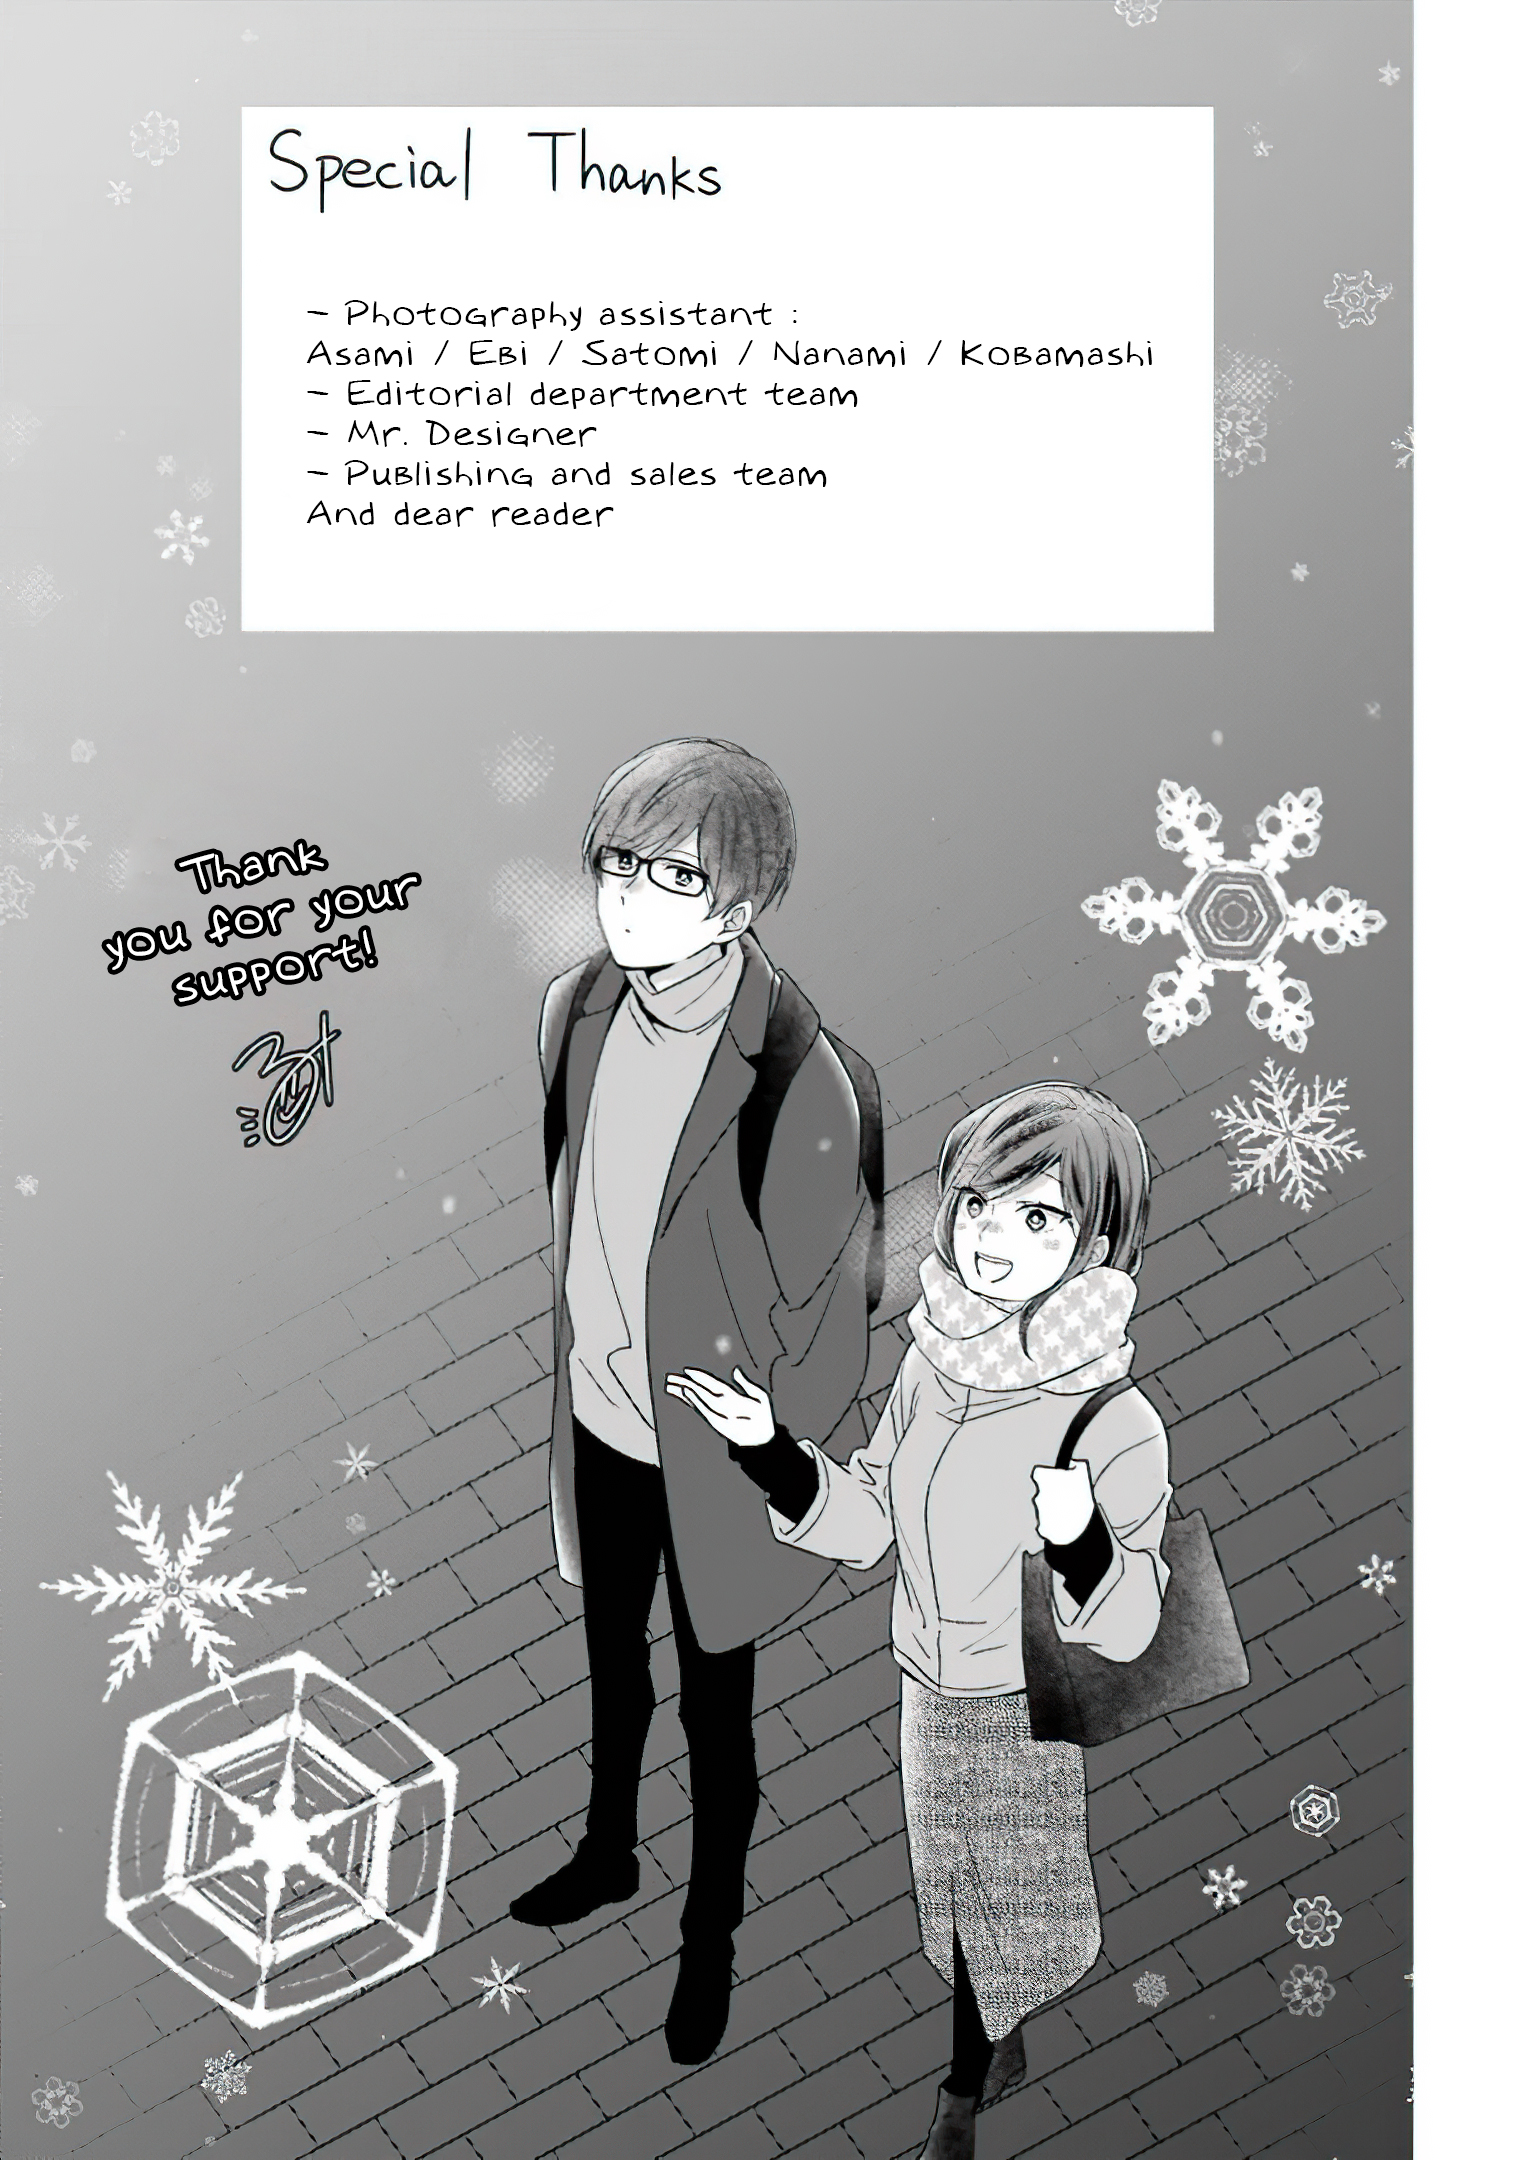 Special Thanks
- Photography assistant :
Asami / Ebi / Satomi / Nanami / Kobamashi
- Editorial department team
- Mr. Designer
- Publishing and sales team
And dear reader
Thank
you for your
support!